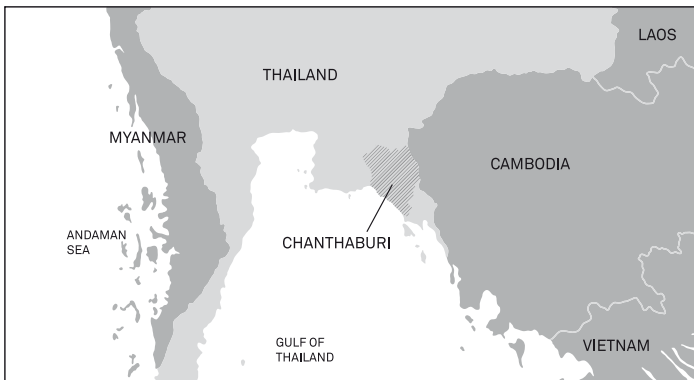 LAOS
THAILAND
MYANMAR
CAMBODIA
ANDAMAN
SEA
CHANTHABURI
GULF OF
THAILAND
VIETNAM